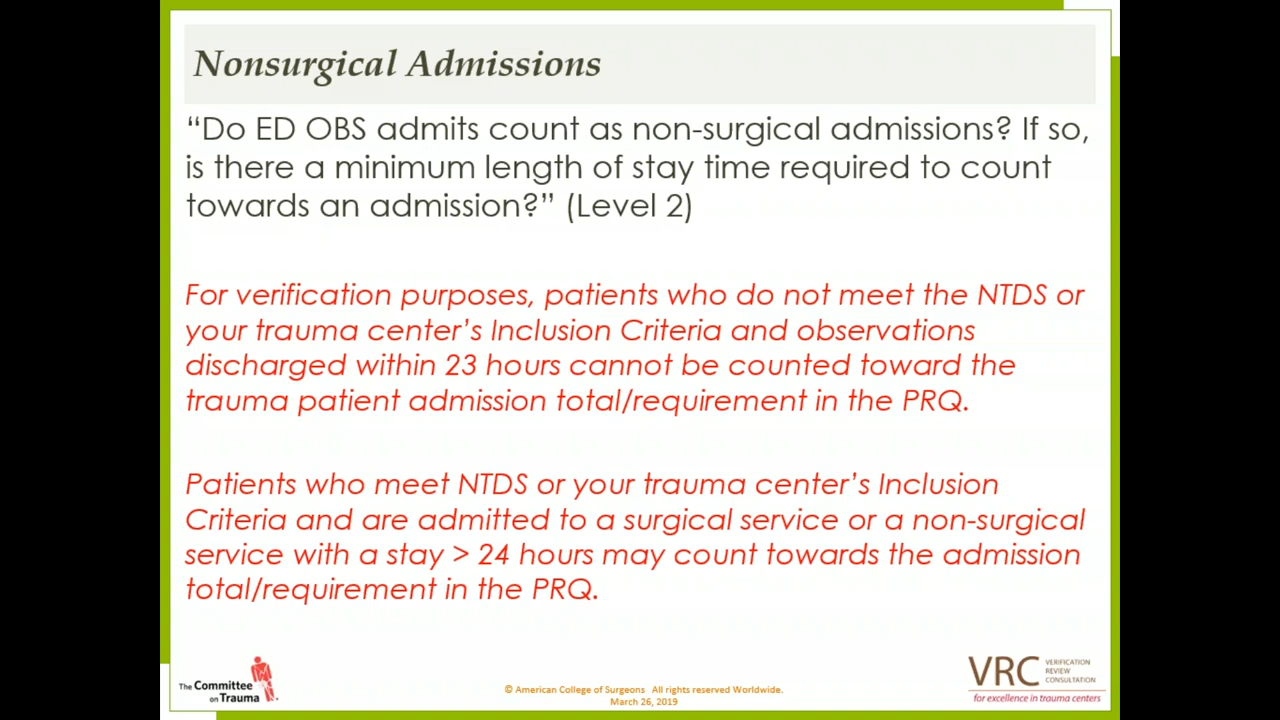 Nonsurgical Admissions
“Do ED OBS admits count as non-surgical admissions? If so,
is there a minimum length of stay time required to count
towards an admission?” (Level 2)
For verification purposes, patients who do not meet the NTDS or
your trauma center’s Inclusion Criteria and observations
discharged within 23 hours cannot be counted toward the
trauma patient admission total/requirement in the PRQ.
Patients who meet NTDS or your trauma center’s Inclusion
Criteria and are admitted to a surgical service or a non-surgical
service with a stay > 24 hours may count towards the admission
total/requirement in the PRQ.
The Committee
on Trauma
© American College of Surgeons All rights reserved Worldwide.
March 26, 2019
VRC
VERIFICATION
REVIEW
CONSULTATION
for excellence in trauma centers